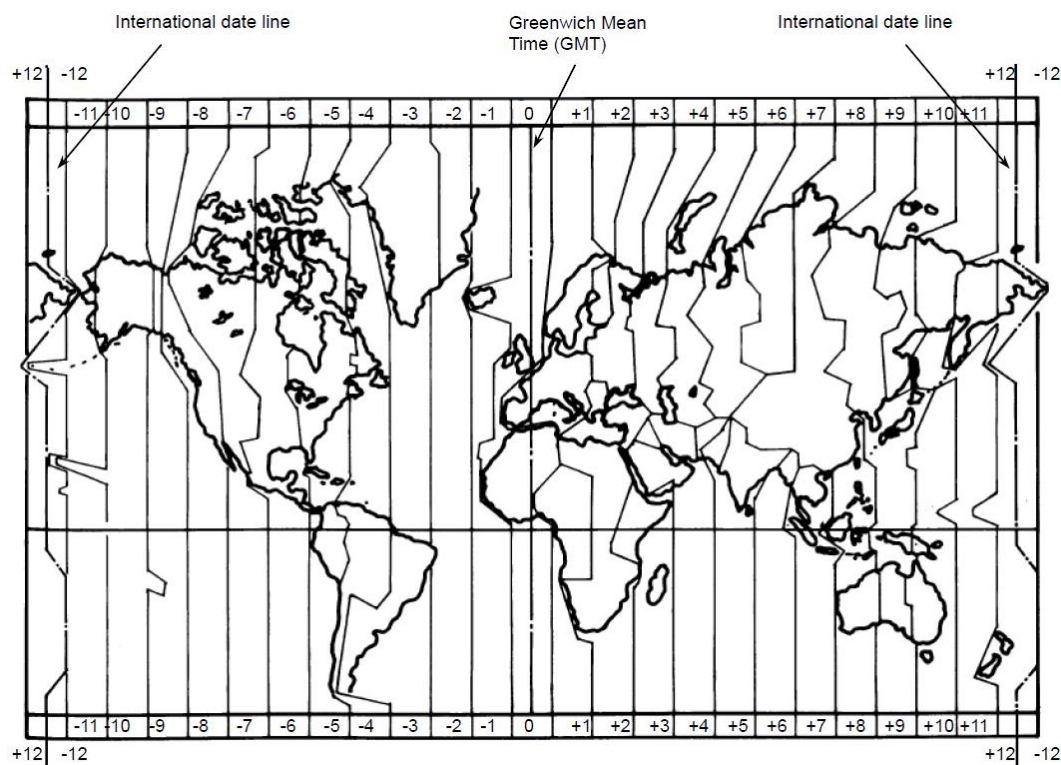 International date line
Greenwich Mean
Time (GMT)
International date line
+12 -12
+12 -12
-11 -10 -9 -8 -7 -6 -5 -4 -3 -2 -1 0 +1 +2 +3 +4 +5 +6 +7 +8 +9 +10 +11
-11 -10 -9 -8 -7 -6 -5 -4 -3 -2 -1 0 +1 +2 +3 +4 +5 +6 +7 +8 +9 +10 +11
+12 -12
+12 -12